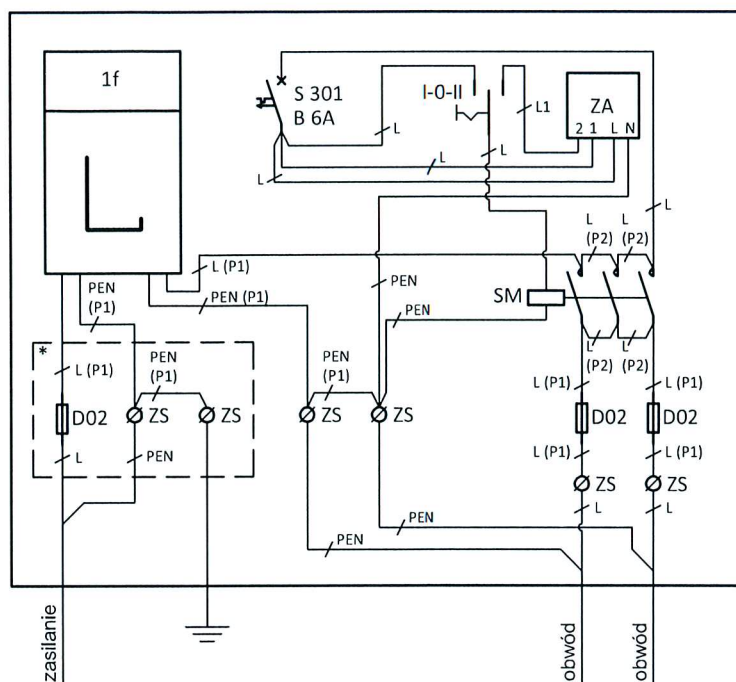 1f
S 301
B 6A
I-0-II
ZA
2 1 L N
L
L1
L
L
L
L
L (P1)
PEN (P1)
PEN
(P1)
PEN
PEN
SM
L
(P2)
L
(P2)
L
(P2)
L
(P2)
*
L (P1)
PEN
(P1)
D02
ZS
ZS
L
PEN
PEN
(P1)
ZS
ZS
L (P1)
L (P1)
D02
D02
L (P1)
L (P1)
ZS
ZS
L
L
PEN
PEN
zasilanie
obwód
obwód